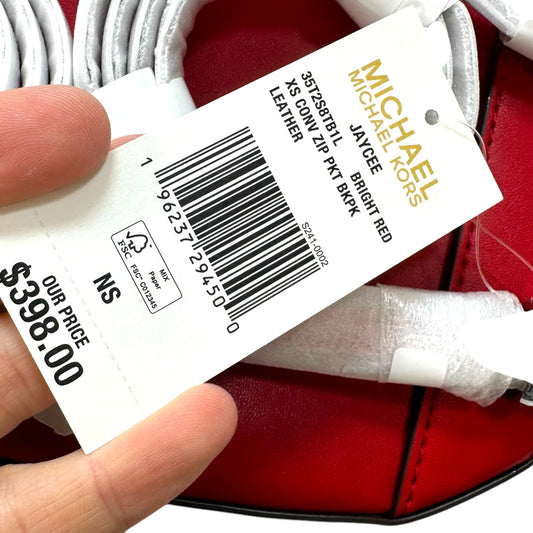 MICHAEL
MICHAEL KORS
35T2S8TB1L
JAYCEE BRIGHT RED
XS CONV ZIP PKT BKPK
LEATHER
S241-0002
1 96237 29450 0
FSC
MIX
Paper
FSC® C012345
NS
OUR PRICE
$398.00